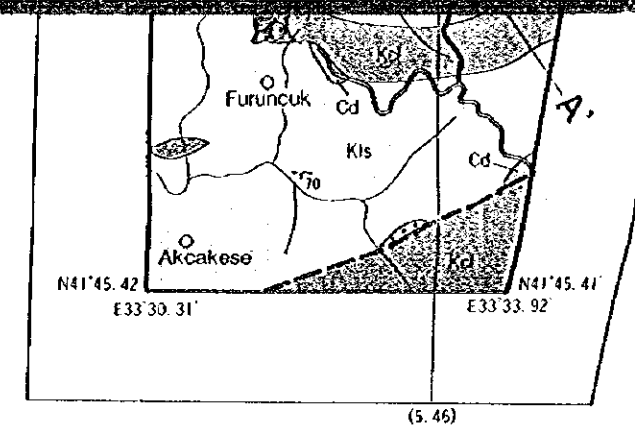 Kd
Furuncuk
Cd
A'
Kls
Cd
70
Akcakese
Kd
N41°45.42'
N41°45.41'
E33°30.31'
E33°33.92'
(5.46)